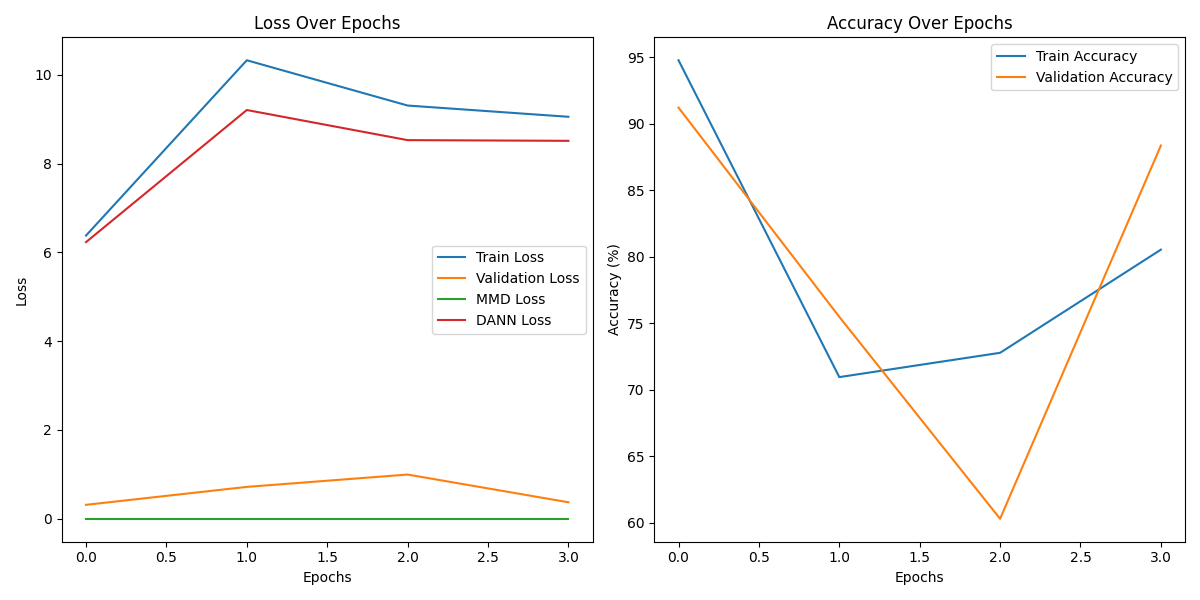 Loss Over Epochs
10
8
6
4
2
0
Loss
Train Loss
Validation Loss
MMD Loss
DANN Loss
0.0 0.5 1.0 1.5 2.0 2.5 3.0
Epochs
Accuracy Over Epochs
95
90
85
80
75
70
65
60
Accuracy (%)
Train Accuracy
Validation Accuracy
0.0 0.5 1.0 1.5 2.0 2.5 3.0
Epochs